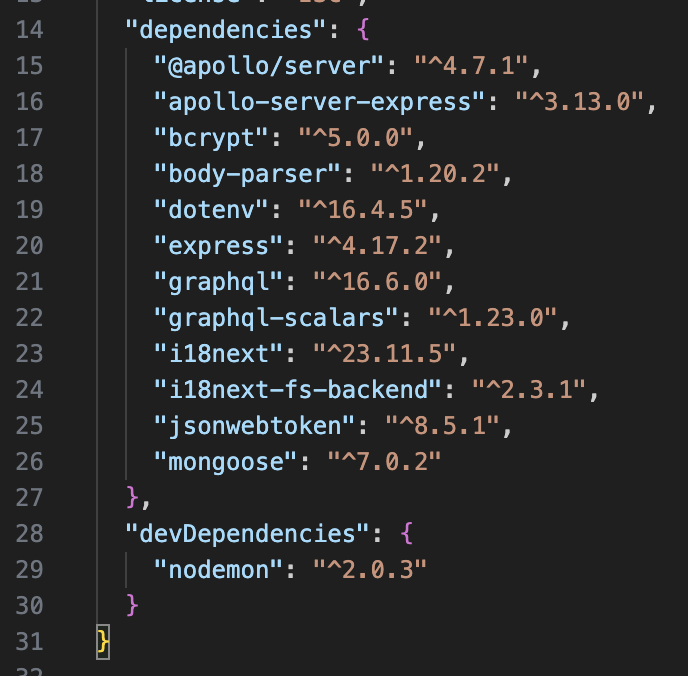 14 "dependencies": {
15 "@apollo/server": "^4.7.1",
16 "apollo-server-express": "^3.13.0",
17 "bcrypt": "^5.0.0",
18 "body-parser": "^1.20.2",
19 "dotenv": "^16.4.5",
20 "express": "^4.17.2",
21 "graphql": "^16.6.0",
22 "graphql-scalars": "^1.23.0",
23 "i18next": "^23.11.5",
24 "i18next-fs-backend": "^2.3.1",
25 "jsonwebtoken": "^8.5.1",
26 "mongoose": "^7.0.2"
27 },
28 "devDependencies": {
29 "nodemon": "^2.0.3"
30 }
31 }